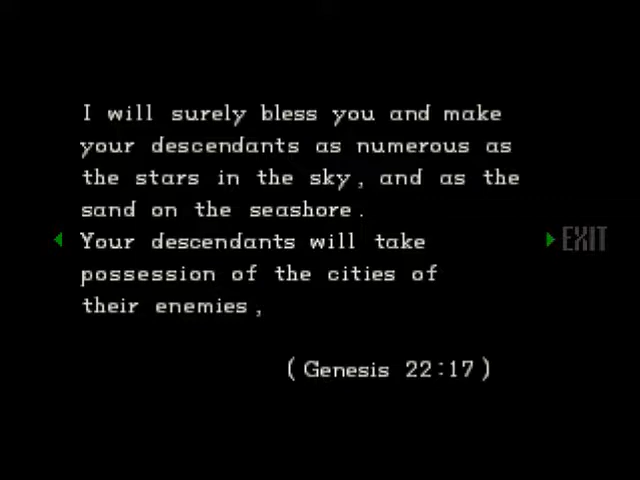 I will surely bless you and make
your descendants as numerous as
the stars in the sky, and as the
sand on the seashore.
Your descendants will take
possession of the cities of
their enemies,
(Genesis 22:17)
EXIT